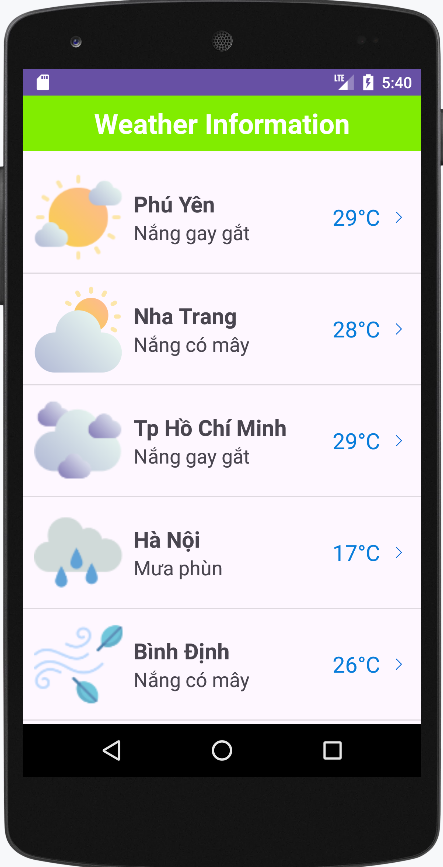 LTE 5:40
Weather Information
Phú Yên
Nắng gay gắt
29°C
Nha Trang
Nắng có mây
28°C
Tp Hồ Chí Minh
Nắng gay gắt
29°C
Hà Nội
Mưa phùn
17°C
Bình Định
Nắng có mây
26°C